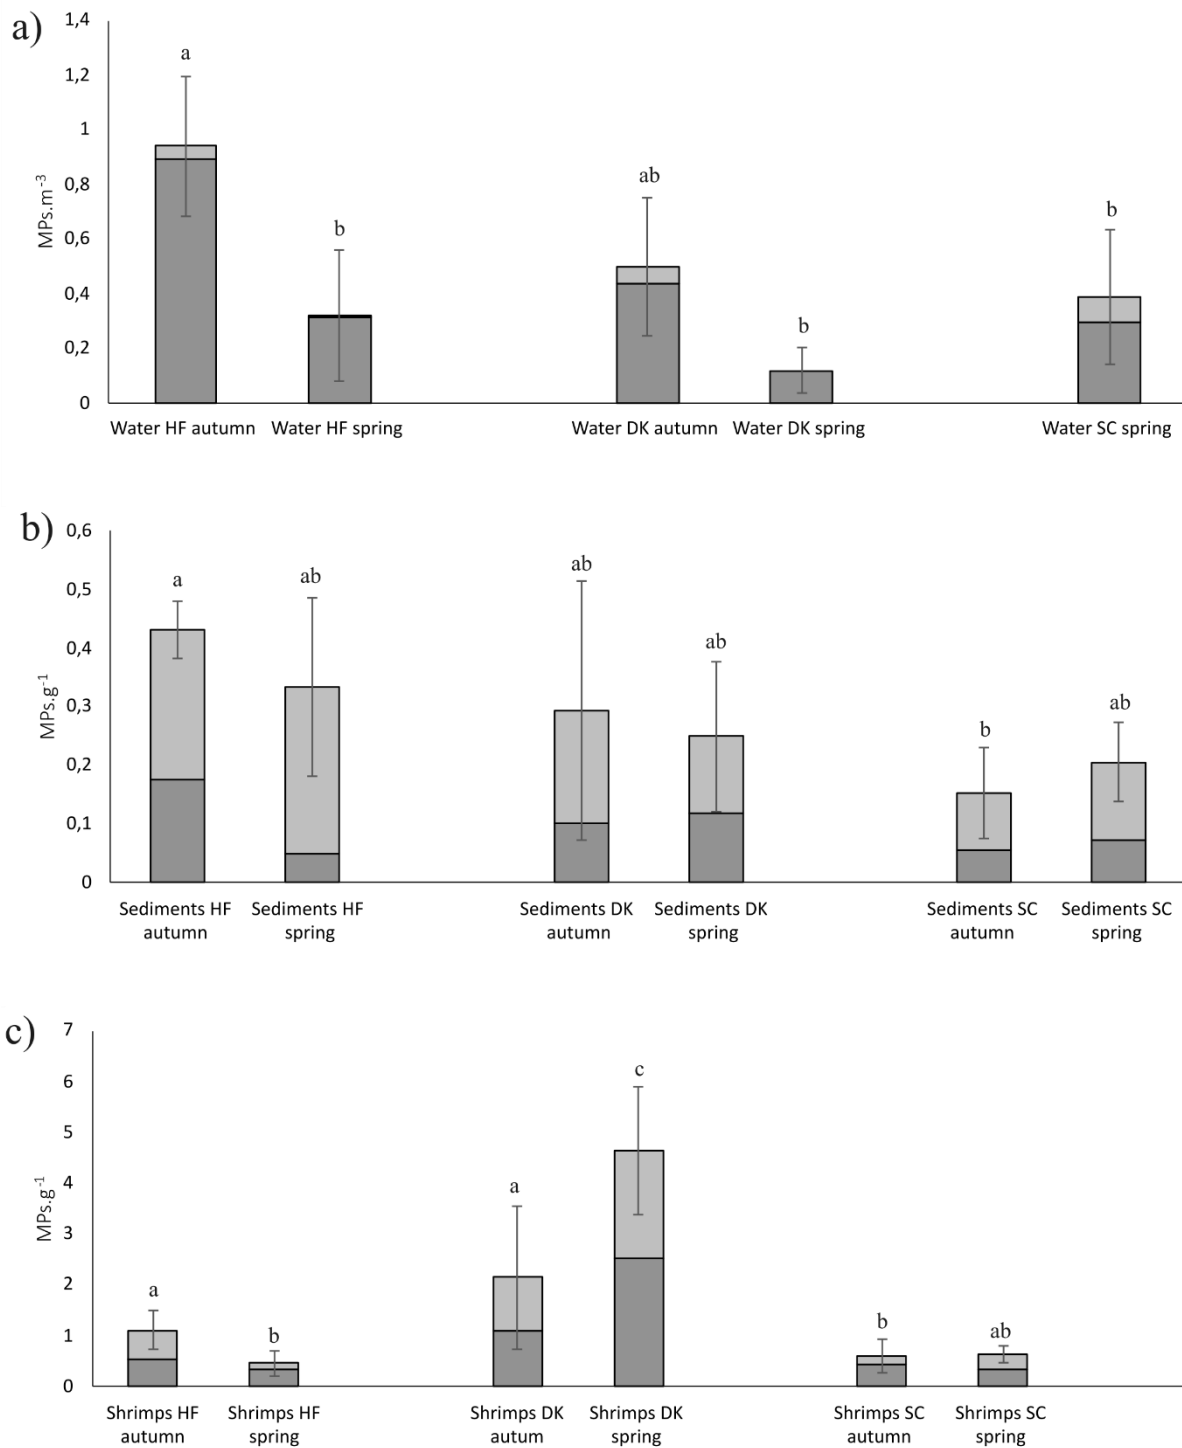 a)
1,4
1,2
1
0,8
0,6
0,4
0,2
0
MPs.m-3
a
b
ab
b
b
Water HF autumn Water HF spring Water DK autumn Water DK spring Water SC spring
b)
0,6
0,5
0,4
0,3
0,2
0,1
0
MPs.g-1
a
ab
ab
ab
b
ab
Sediments HF Sediments HF Sediments DK Sediments DK Sediments SC Sediments SC
autumn spring autumn spring autumn spring
c)
7
6
5
4
3
2
1
0
MPs.g-1
a
b
a
c
b
ab
Shrimps HF Shrimps HF Shrimps DK Shrimps DK Shrimps SC Shrimps SC
autumn spring autum spring autumn spring